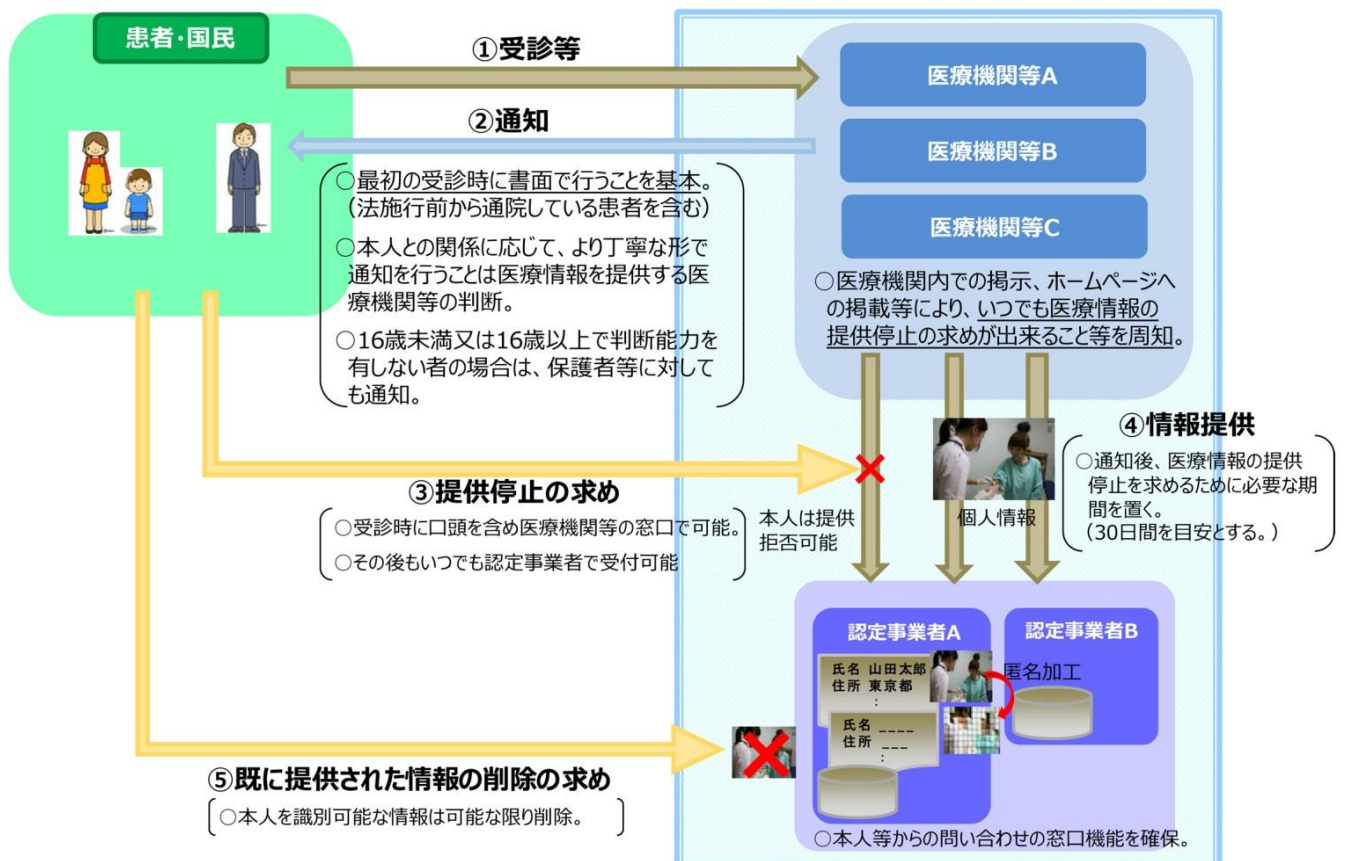 患者・国民
①受診等
②通知
○最初の受診時に書面で行うことを基本。
(法施行前から通院している患者を含む)
○本人との関係に応じて、より丁寧な形で
通知を行うことは医療情報を提供する医
療機関等の判断。
○16歳未満又は16歳以上で判断能力を
有しない者の場合は、保護者等に対して
も通知。
医療機関等A
医療機関等B
医療機関等C
○医療機関内での掲示、ホームページへ
の掲載等により、いつでも医療情報の
提供停止の求めが出来ること等を周知。
③提供停止の求め
○受診時に口頭を含め医療機関等の窓口で可能。
○その後もいつでも認定事業者で受付可能
本人は提供
拒否可能
個人情報
④情報提供
○通知後、医療情報の提供
停止を求めるために必要な期
間を置く。
(30日間を目安とする。)
認定事業者A
氏名 山田太郎
住所 東京都
:
氏名 ____
住所 ___
:
認定事業者B
匿名加工
⑤既に提供された情報の削除の求め
○本人を識別可能な情報は可能な限り削除。
○本人等からの問い合わせの窓口機能を確保。